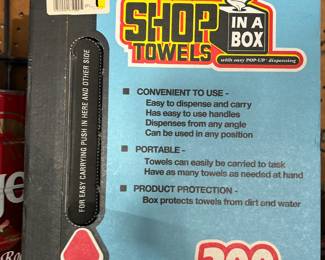 SHOP
TOWELS
IN A
BOX
with easy POP-UP dispensing
CONVENIENT TO USE -
Easy to dispense and carry
Has easy to use handles
Dispenses from any angle
Can be used in any position
PORTABLE -
Towels can easily be carried to task
Have as many towels as needed at hand
PRODUCT PROTECTION -
Box protects towels from dirt and water
FOR EASY CARRYING PUSH IN HERE AND OTHER SIDE
200